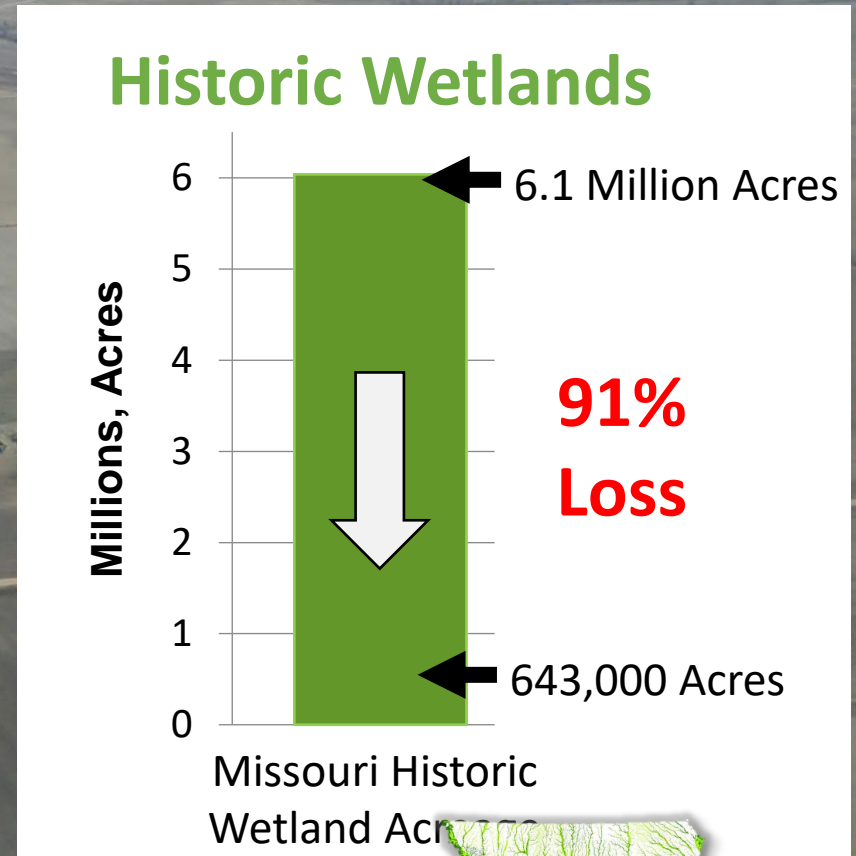 Historic Wetlands
6
6.1 Million Acres
5
4
Millions, Acres
91%
3
Loss
2
1
643,000 Acres
0
Missouri Historic
Wetland